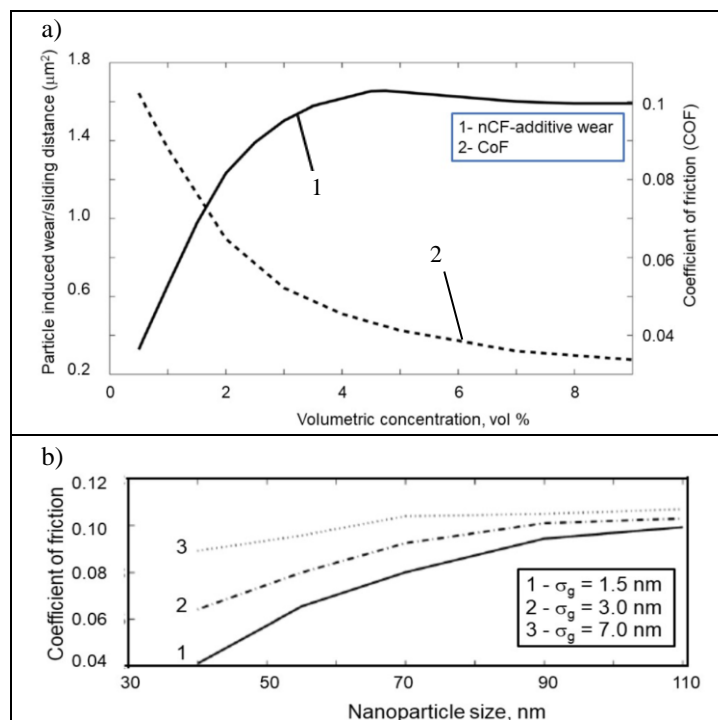 a)
1.8
1.4
1.0
0.6
0.2
Particle induced wear/sliding distance (μm²)
0.1
0.08
0.06
0.04
Coefficient of friction (COF)
1- nCF-additive wear
2- CoF
1
2
0 2 4 6 8
Volumetric concentration, vol %
b)
0.12
0.10
0.08
0.06
0.04
Coefficient of friction
3
2
1
1 - σg = 1.5 nm
2 - σg = 3.0 nm
3 - σg = 7.0 nm
30 50 70 90 110
Nanoparticle size, nm